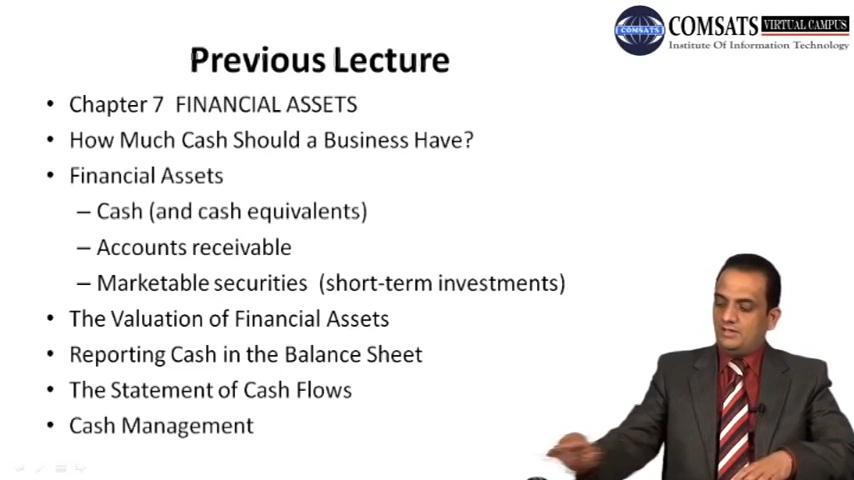 COMSATS VIRTUAL CAMPUS
COMSATS
Institute Of Information Technology
Previous Lecture
• Chapter 7 FINANCIAL ASSETS
• How Much Cash Should a Business Have?
• Financial Assets
– Cash (and cash equivalents)
– Accounts receivable
– Marketable securities (short-term investments)
• The Valuation of Financial Assets
• Reporting Cash in the Balance Sheet
• The Statement of Cash Flows
• Cash Management